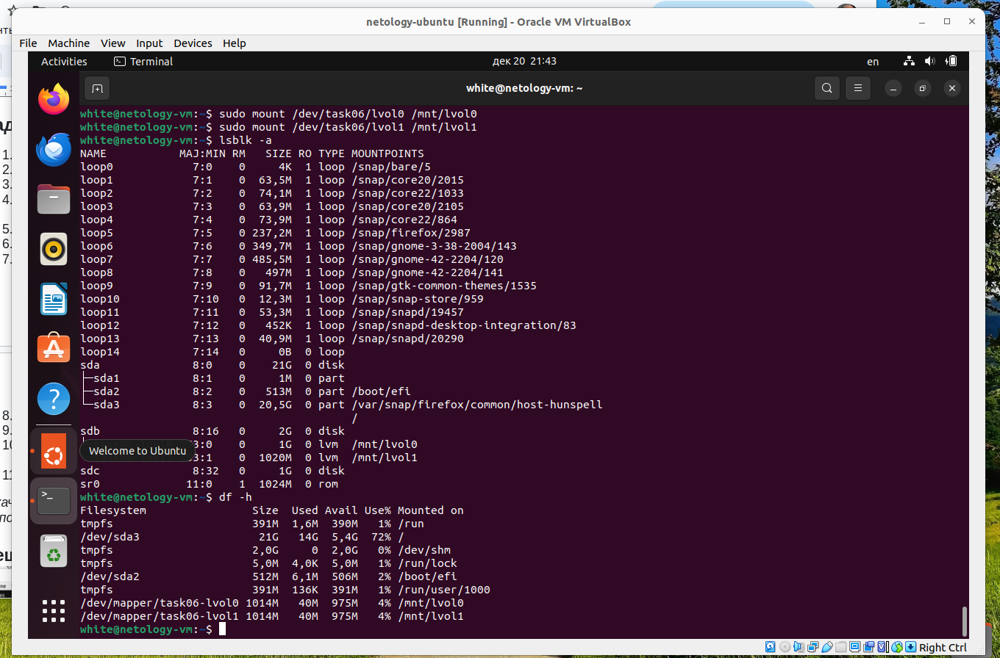 netology-ubuntu [Running] - Oracle VM VirtualBox
File Machine View Input Devices Help
Activities Terminal дек 20 21:43 en
white@netology-vm: ~
white@netology-vm:~$ sudo mount /dev/task06/lvol0 /mnt/lvol0
white@netology-vm:~$ sudo mount /dev/task06/lvol1 /mnt/lvol1
white@netology-vm:~$ lsblk -a
NAME MAJ:MIN RM SIZE RO TYPE MOUNTPOINTS
loop0 7:0 0 4K 1 loop /snap/bare/5
loop1 7:1 0 63,5M 1 loop /snap/core20/2015
loop2 7:2 0 74,1M 1 loop /snap/core22/1033
loop3 7:3 0 63,9M 1 loop /snap/core20/2105
loop4 7:4 0 73,9M 1 loop /snap/core22/864
loop5 7:5 0 237,2M 1 loop /snap/firefox/2987
loop6 7:6 0 349,7M 1 loop /snap/gnome-3-38-2004/143
loop7 7:7 0 485,5M 1 loop /snap/gnome-42-2204/120
loop8 7:8 0 497M 1 loop /snap/gnome-42-2204/141
loop9 7:9 0 91,7M 1 loop /snap/gtk-common-themes/1535
loop10 7:10 0 12,3M 1 loop /snap/snap-store/959
loop11 7:11 0 53,3M 1 loop /snap/snapd/19457
loop12 7:12 0 452K 1 loop /snap/snapd-desktop-integration/83
loop13 7:13 0 40,9M 1 loop /snap/snapd/20290
loop14 7:14 0 0B 0 loop
sda 8:0 0 21G 0 disk
├─sda1 8:1 0 1M 0 part
├─sda2 8:2 0 513M 0 part /boot/efi
└─sda3 8:3 0 20,5G 0 part /var/snap/firefox/common/host-hunspell
/
sdb 8:16 0 2G 0 disk
3:0 0 1G 0 lvm /mnt/lvol0
Welcome to Ubuntu
3:1 0 1020M 0 lvm /mnt/lvol1
sdc 8:32 0 1G 0 disk
sr0 11:0 1 1024M 0 rom
white@netology-vm:~$ df -h
Filesystem Size Used Avail Use% Mounted on
tmpfs 391M 1,6M 390M 1% /run
/dev/sda3 21G 14G 5,4G 72% /
tmpfs 2,0G 0 2,0G 0% /dev/shm
tmpfs 5,0M 4,0K 5,0M 1% /run/lock
/dev/sda2 512M 6,1M 506M 2% /boot/efi
tmpfs 391M 136K 391M 1% /run/user/1000
/dev/mapper/task06-lvol0 1014M 40M 975M 4% /mnt/lvol0
/dev/mapper/task06-lvol1 1014M 40M 975M 4% /mnt/lvol1
white@netology-vm:~$
Right Ctrl
1.
2.
3.
4.
5.
6.
7.
8.
9.